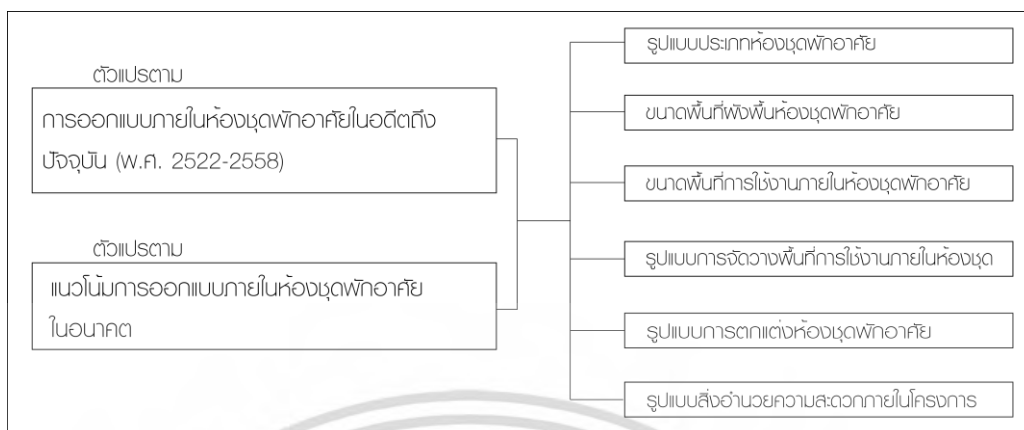 ตัวแปรตาม
การออกแบบภายในห้องชุดพักอาศัยในอดีตถึง
ปัจจุบัน (พ.ศ. 2522-2558)
ตัวแปรตาม
แนวโน้มการออกแบบภายในห้องชุดพักอาศัย
ในอนาคต
รูปแบบประเภทห้องชุดพักอาศัย
ขนาดพื้นที่ผังพื้นห้องชุดพักอาศัย
ขนาดพื้นที่การใช้งานภายในห้องชุดพักอาศัย
รูปแบบการจัดวางพื้นที่การใช้งานภายในห้องชุด
รูปแบบการตกแต่งห้องชุดพักอาศัย
รูปแบบสิ่งอำนวยความสะดวกภายในโครงการ